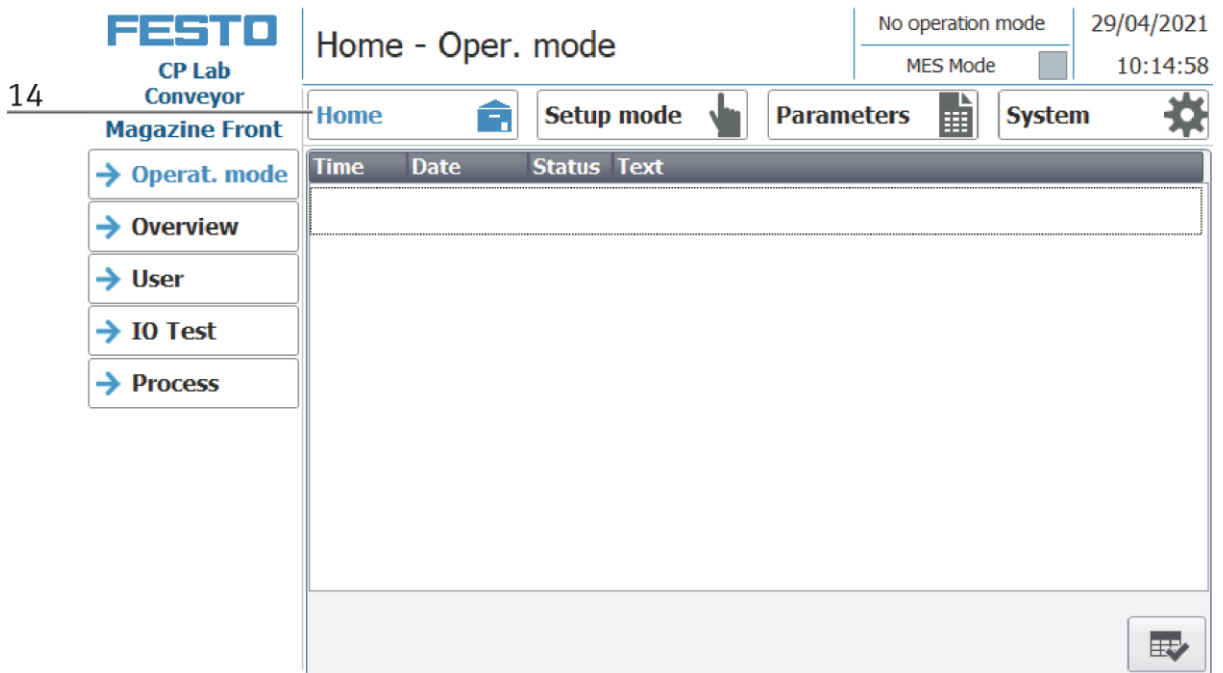 FESTO
CP Lab
Conveyor
Magazine Front
Home - Oper. mode
No operation mode
MES Mode
29/04/2021
10:14:58
14
Home
Setup mode
Parameters
System
Operat. mode
Overview
User
IO Test
Process
Time Date Status Text